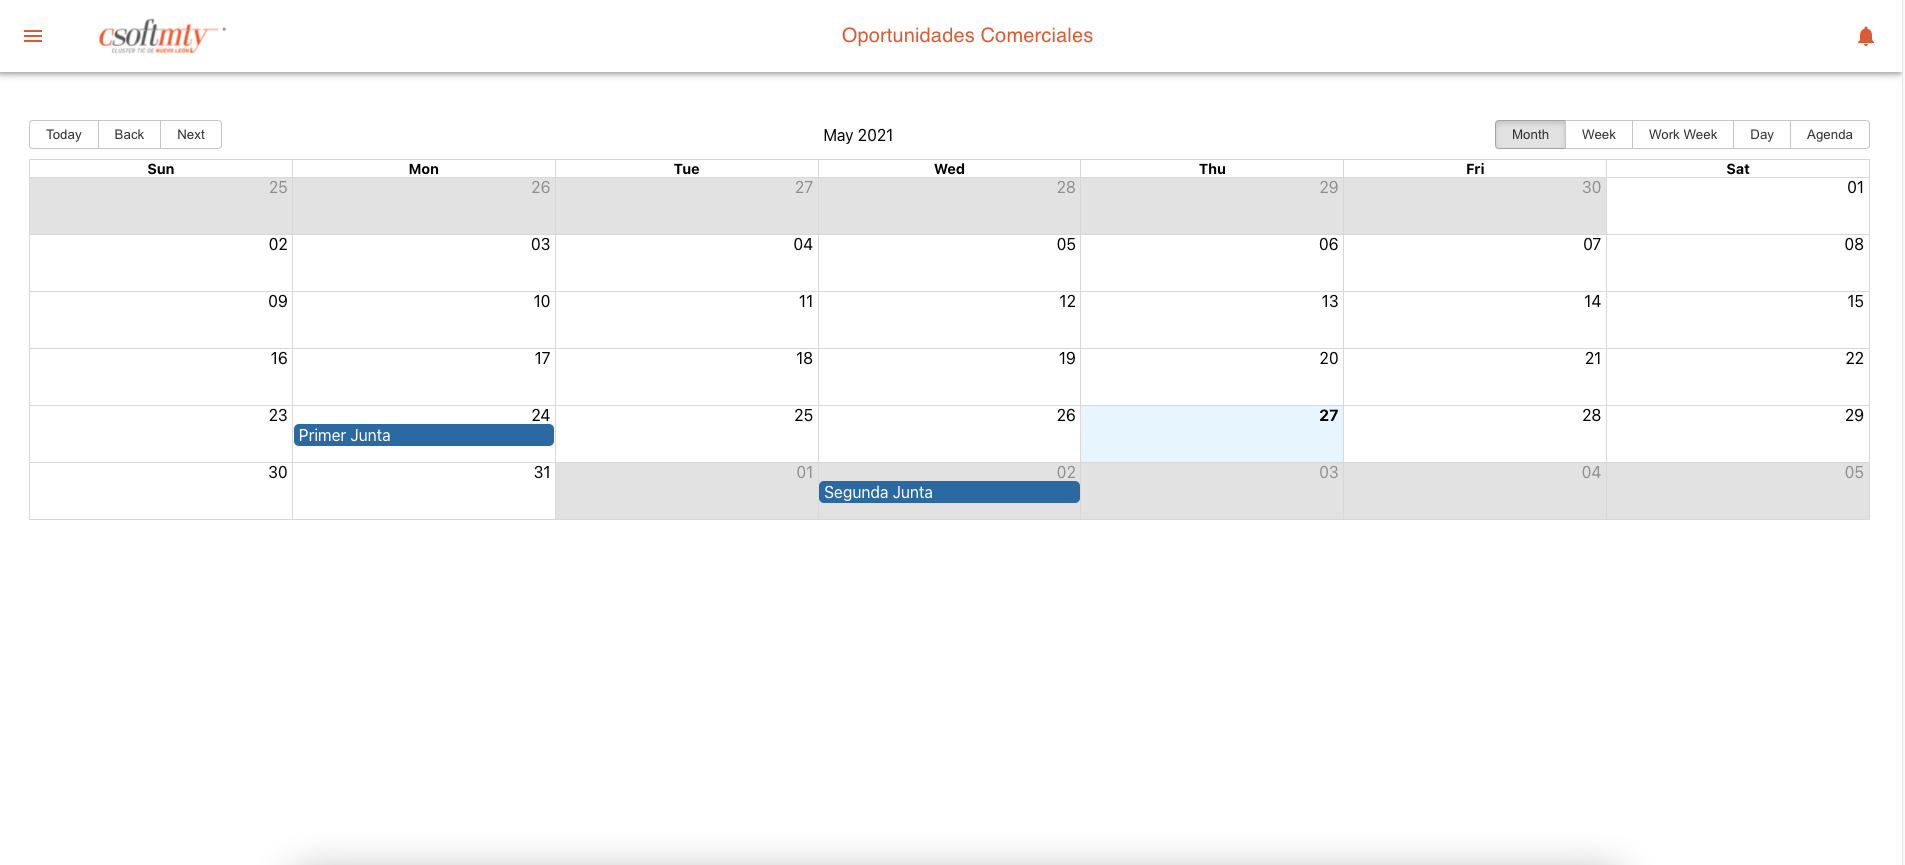 csoftmty
CLÚSTER TIC DE NUEVO LEÓN
Oportunidades Comerciales
Today Back Next
May 2021
Month Week Work Week Day Agenda
Sun Mon Tue Wed Thu Fri Sat
25 26 27 28 29 30 01
02 03 04 05 06 07 08
09 10 11 12 13 14 15
16 17 18 19 20 21 22
23 24 25 26 27 28 29
Primer Junta
30 31 01 02 03 04 05
Segunda Junta